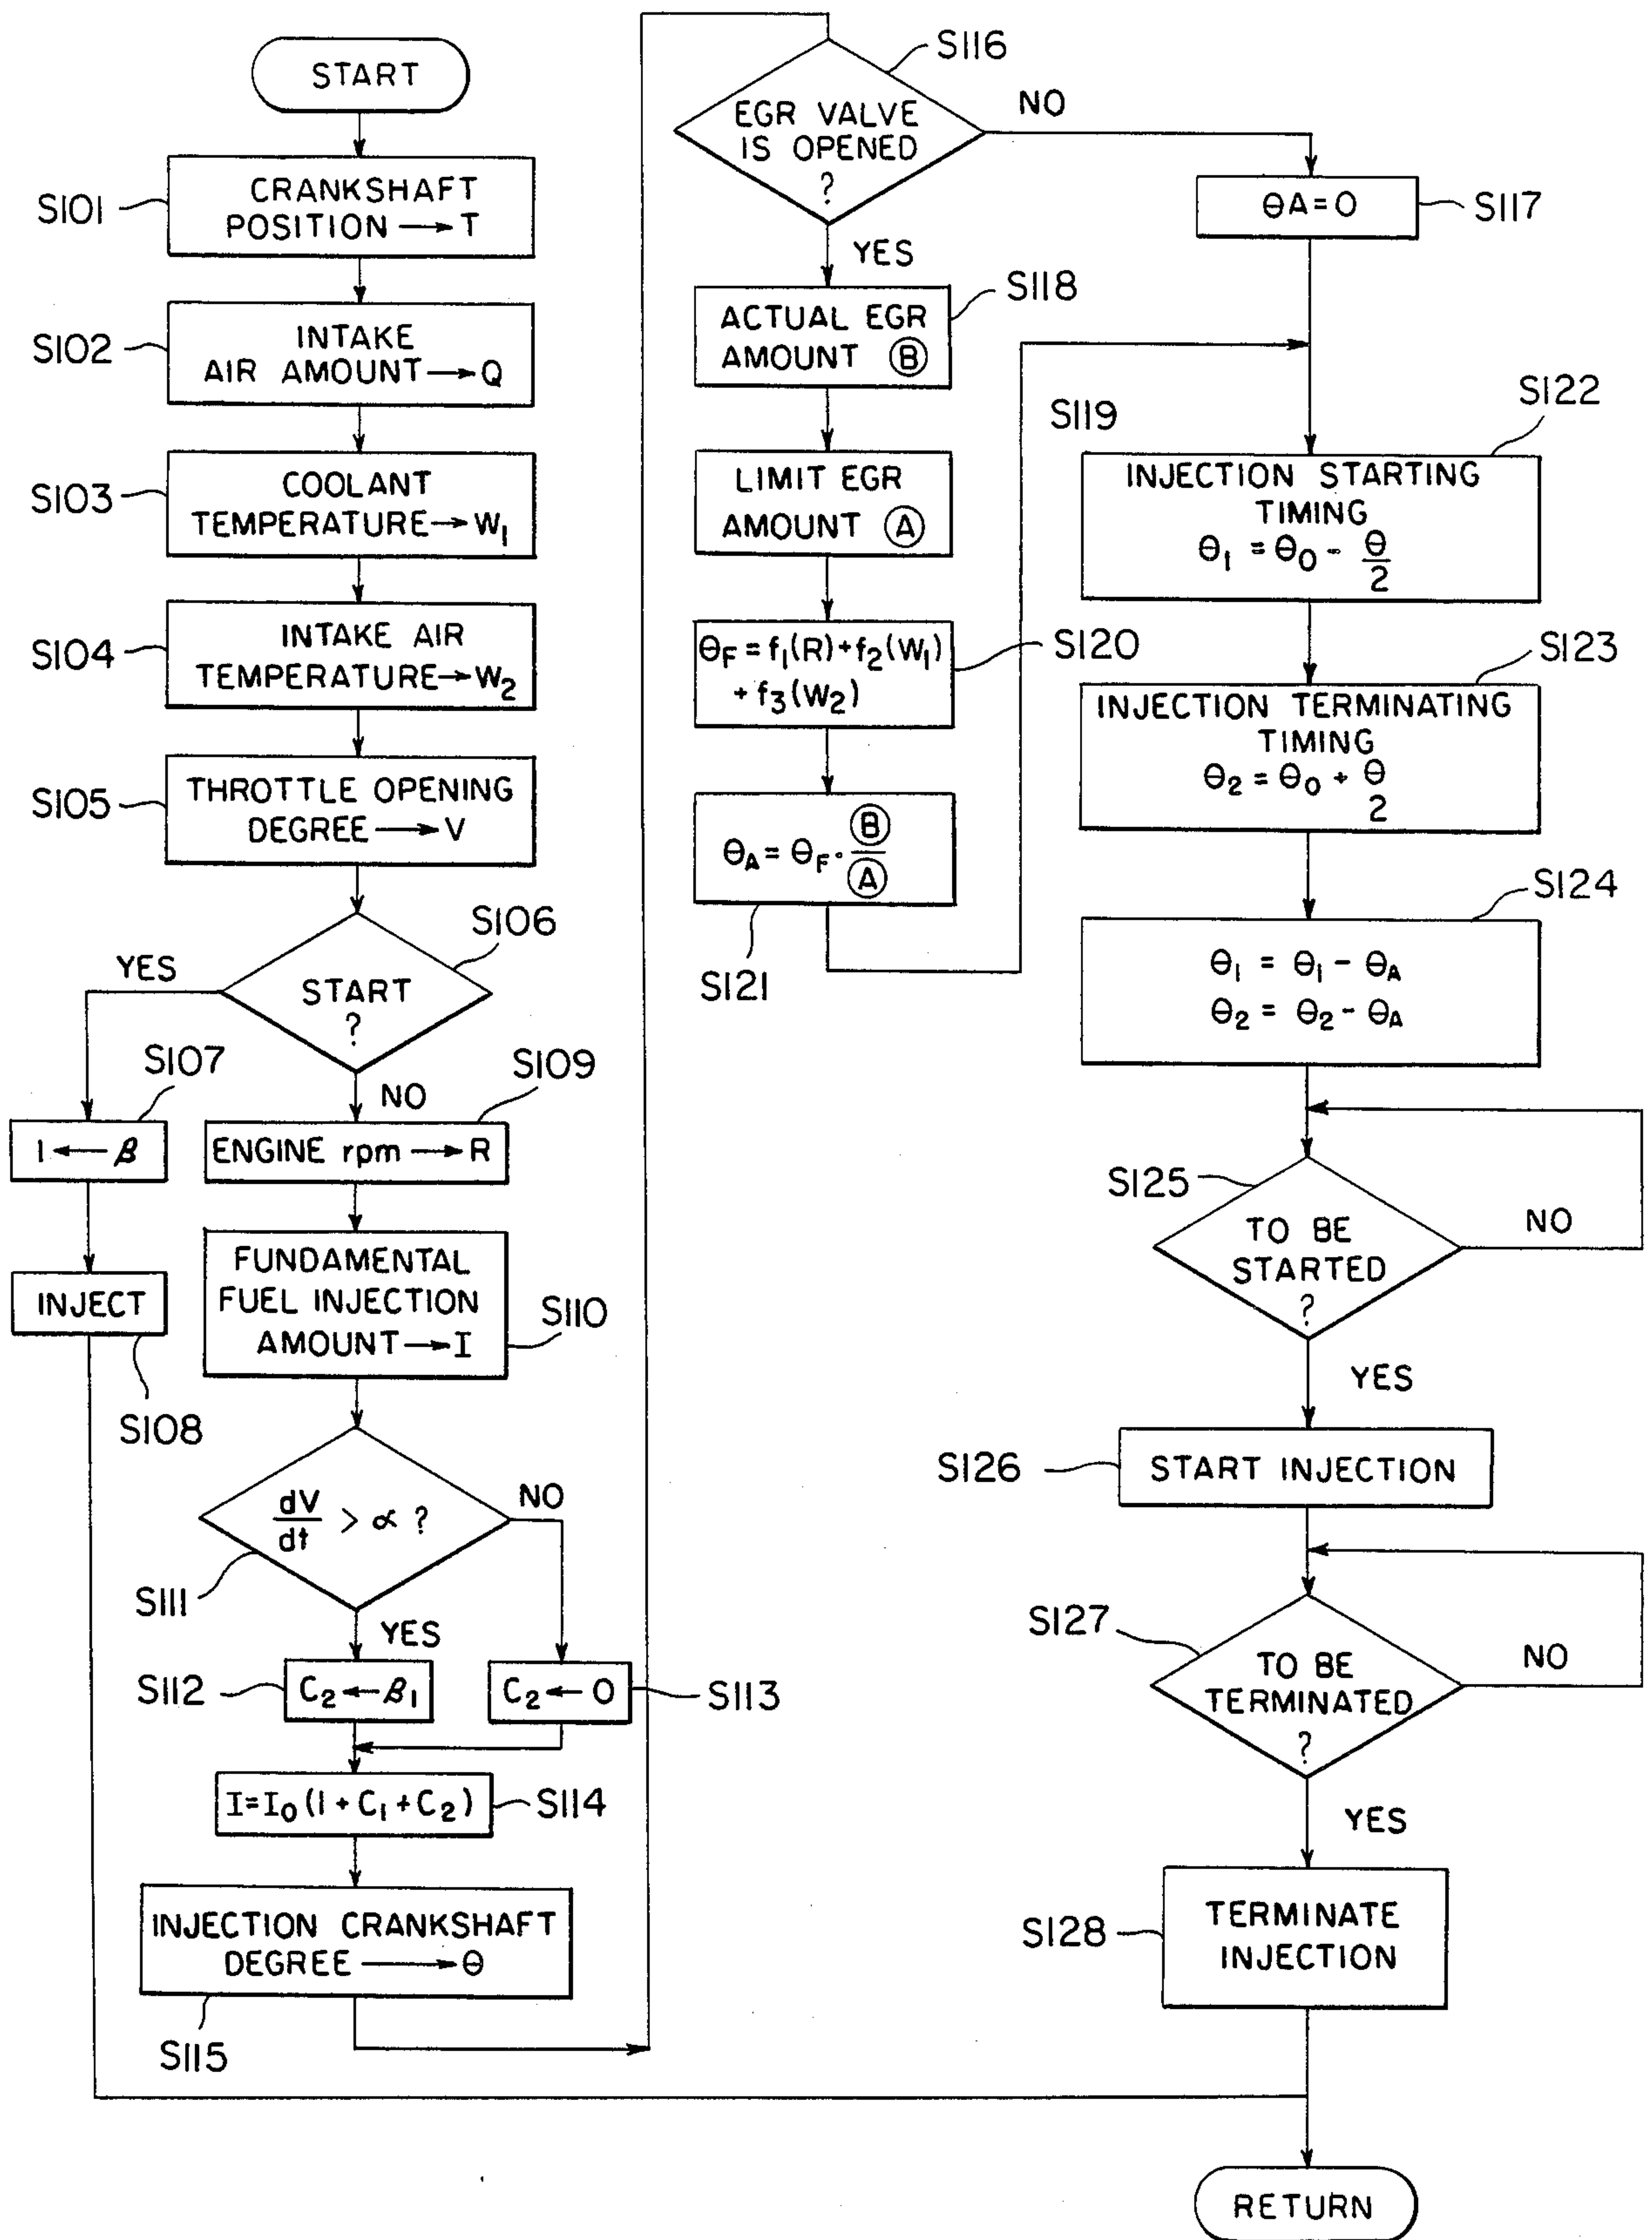 START
S101
CRANKSHAFT
POSITION → T
S102
INTAKE
AIR AMOUNT → Q
S103
COOLANT
TEMPERATURE → W₁
S104
INTAKE AIR
TEMPERATURE → W₂
S105
THROTTLE OPENING
DEGREE → V
S106
START
?
YES
NO
S107
I ← β
INJECT
S108
S109
ENGINE rpm → R
FUNDAMENTAL
FUEL INJECTION
AMOUNT → I
S110
dV
dt
> α ?
S111
NO
YES
S112
C₂ ← β₁
C₂ ← 0
S113
I=I₀(1+C₁+C₂)
S114
INJECTION CRANKSHAFT
DEGREE → θ
S115
S116
EGR VALVE
IS OPENED
?
NO
YES
θA=0
S117
S118
ACTUAL EGR
AMOUNT Ⓑ
S119
LIMIT EGR
AMOUNT Ⓐ
θF = f₁(R)+f₂(W₁)
+ f₃(W₂)
S120
θA = θF · Ⓑ
Ⓐ
S121
S122
INJECTION STARTING
TIMING
θ₁ = θ₀ - θ
2
S123
INJECTION TERMINATING
TIMING
θ₂ = θ₀ + θ
2
S124
θ₁ = θ₁ - θA
θ₂ = θ₂ - θA
S125
TO BE
STARTED
?
NO
YES
S126
START INJECTION
S127
TO BE
TERMINATED
?
NO
YES
S128
TERMINATE
INJECTION
RETURN